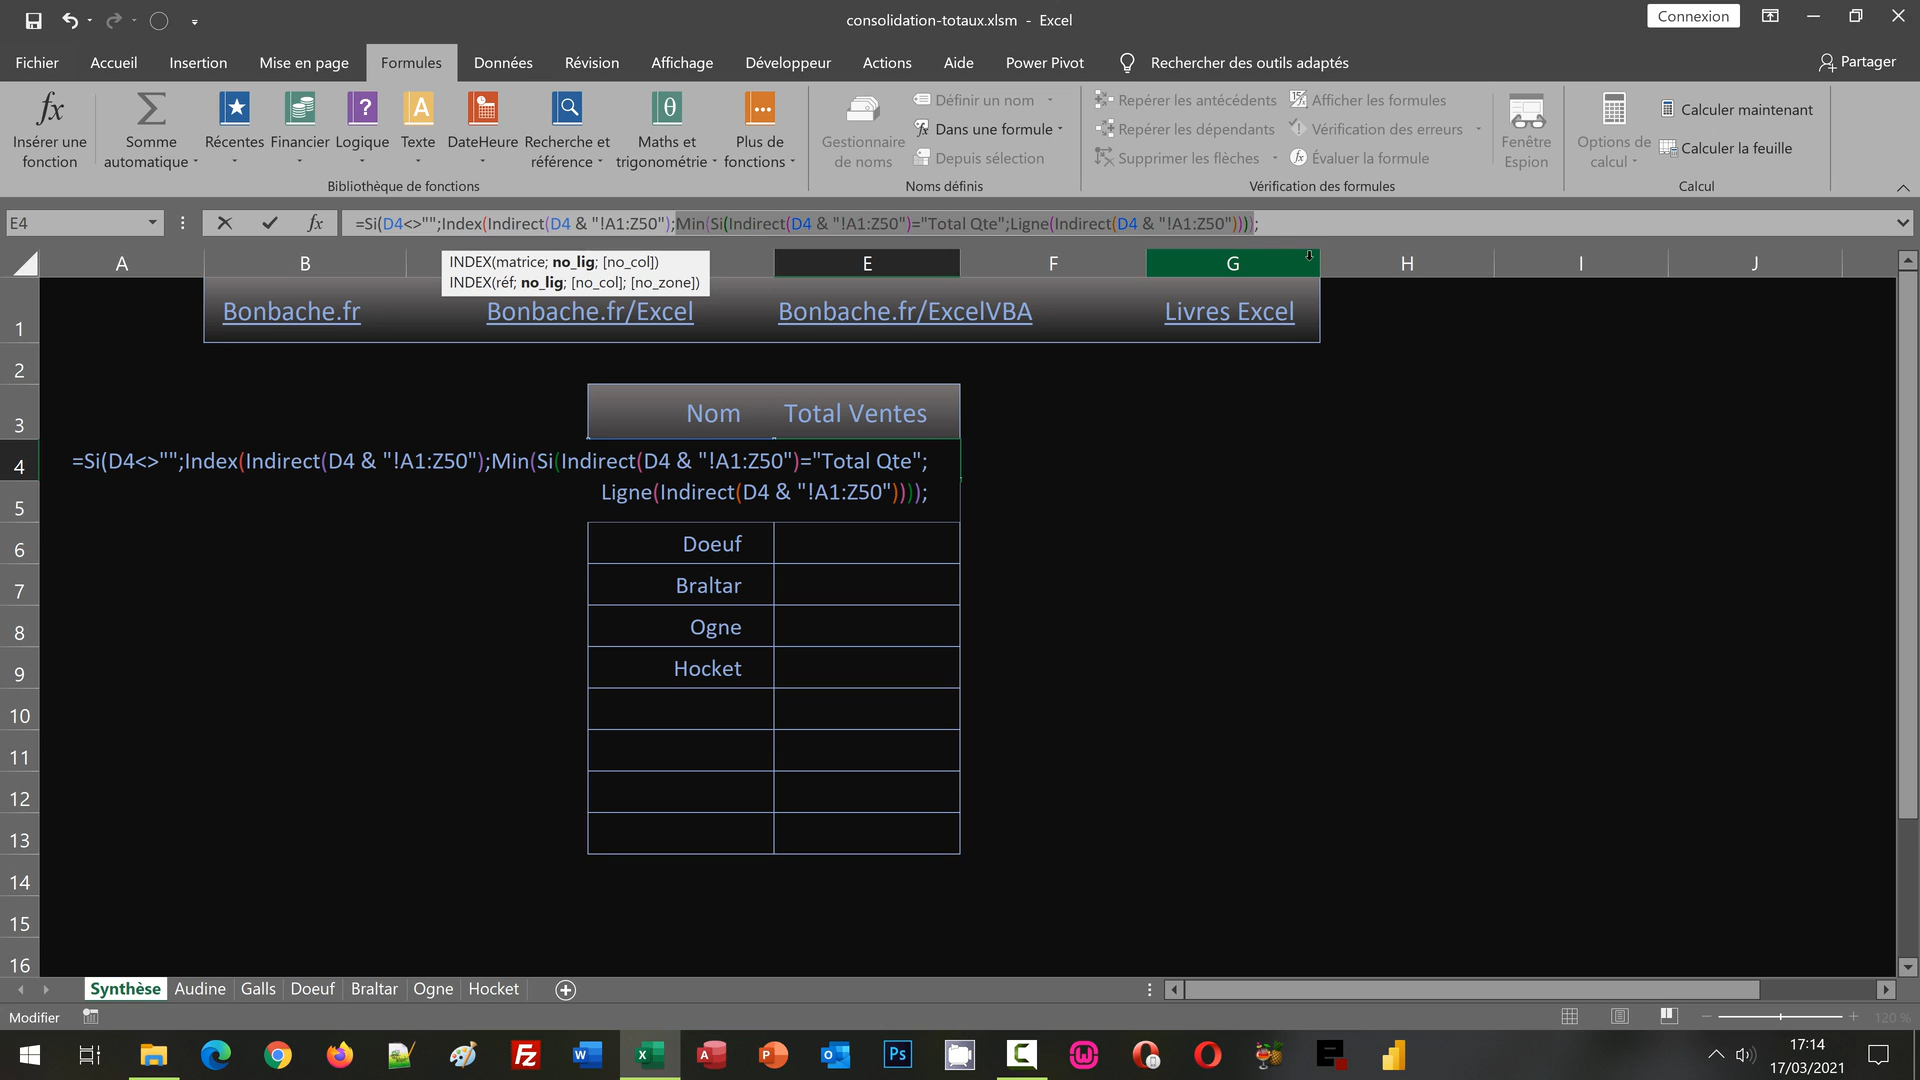 consolidation-totaux.xlsm - Excel
Connexion
Fichier Accueil Insertion Mise en page Formules Données Révision Affichage Développeur Actions Aide Power Pivot Rechercher des outils adaptés Partager
Insérer une fonction
Somme automatique
Récentes
Financier
Logique
Texte
DateHeure
Recherche et référence
Maths et trigonométrie
Plus de fonctions
Bibliothèque de fonctions
Gestionnaire de noms
Définir un nom
Dans une formule
Depuis sélection
Noms définis
Repérer les antécédents
Repérer les dépendants
Supprimer les flèches
Afficher les formules
Vérification des erreurs
Évaluer la formule
Vérification des formules
Fenêtre Espion
Options de calcul
Calculer maintenant
Calculer la feuille
Calcul
E4
fx
=Si(D4<>"";Index(Indirect(D4 & "!A1:Z50");Min(Si(Indirect(D4 & "!A1:Z50")="Total Qte";Ligne(Indirect(D4 & "!A1:Z50"))));
INDEX(matrice; no_lig; [no_col])
INDEX(réf; no_lig; [no_col]; [no_zone])
A B E F G H I J
1 Bonbache.fr Bonbache.fr/Excel Bonbache.fr/ExcelVBA Livres Excel
2
3 Nom Total Ventes
4 =Si(D4<>"";Index(Indirect(D4 & "!A1:Z50");Min(Si(Indirect(D4 & "!A1:Z50")="Total Qte";
5 Ligne(Indirect(D4 & "!A1:Z50"))));
6 Doeuf
7 Braltar
8 Ogne
9 Hocket
10
11
12
13
14
15
16
Synthèse Audine Galls Doeuf Braltar Ogne Hocket
Modifier
120 %
17:14
17/03/2021